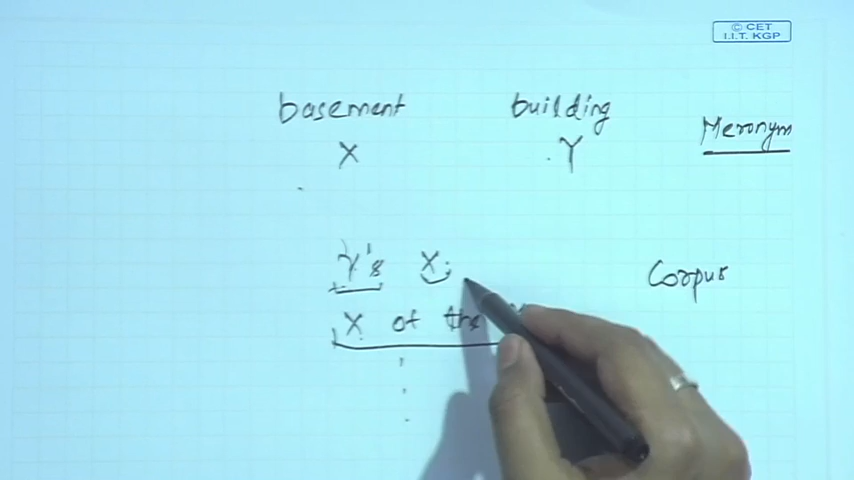 © CET
I.I.T. KGP
basement building
Meronym
X Y
Y's X
Corpus
X of the